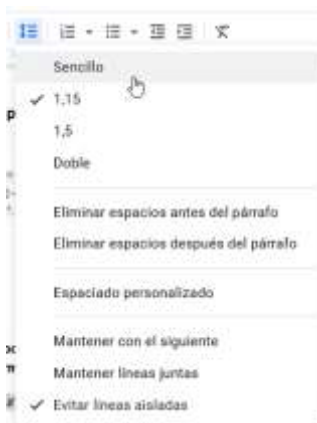 Sencillo
1,15
1,5
Doble
Eliminar espacios antes del párrafo
Eliminar espacios después del párrafo
Espaciado personalizado
Mantener con el siguiente
Mantener líneas juntas
Evitar líneas aisladas